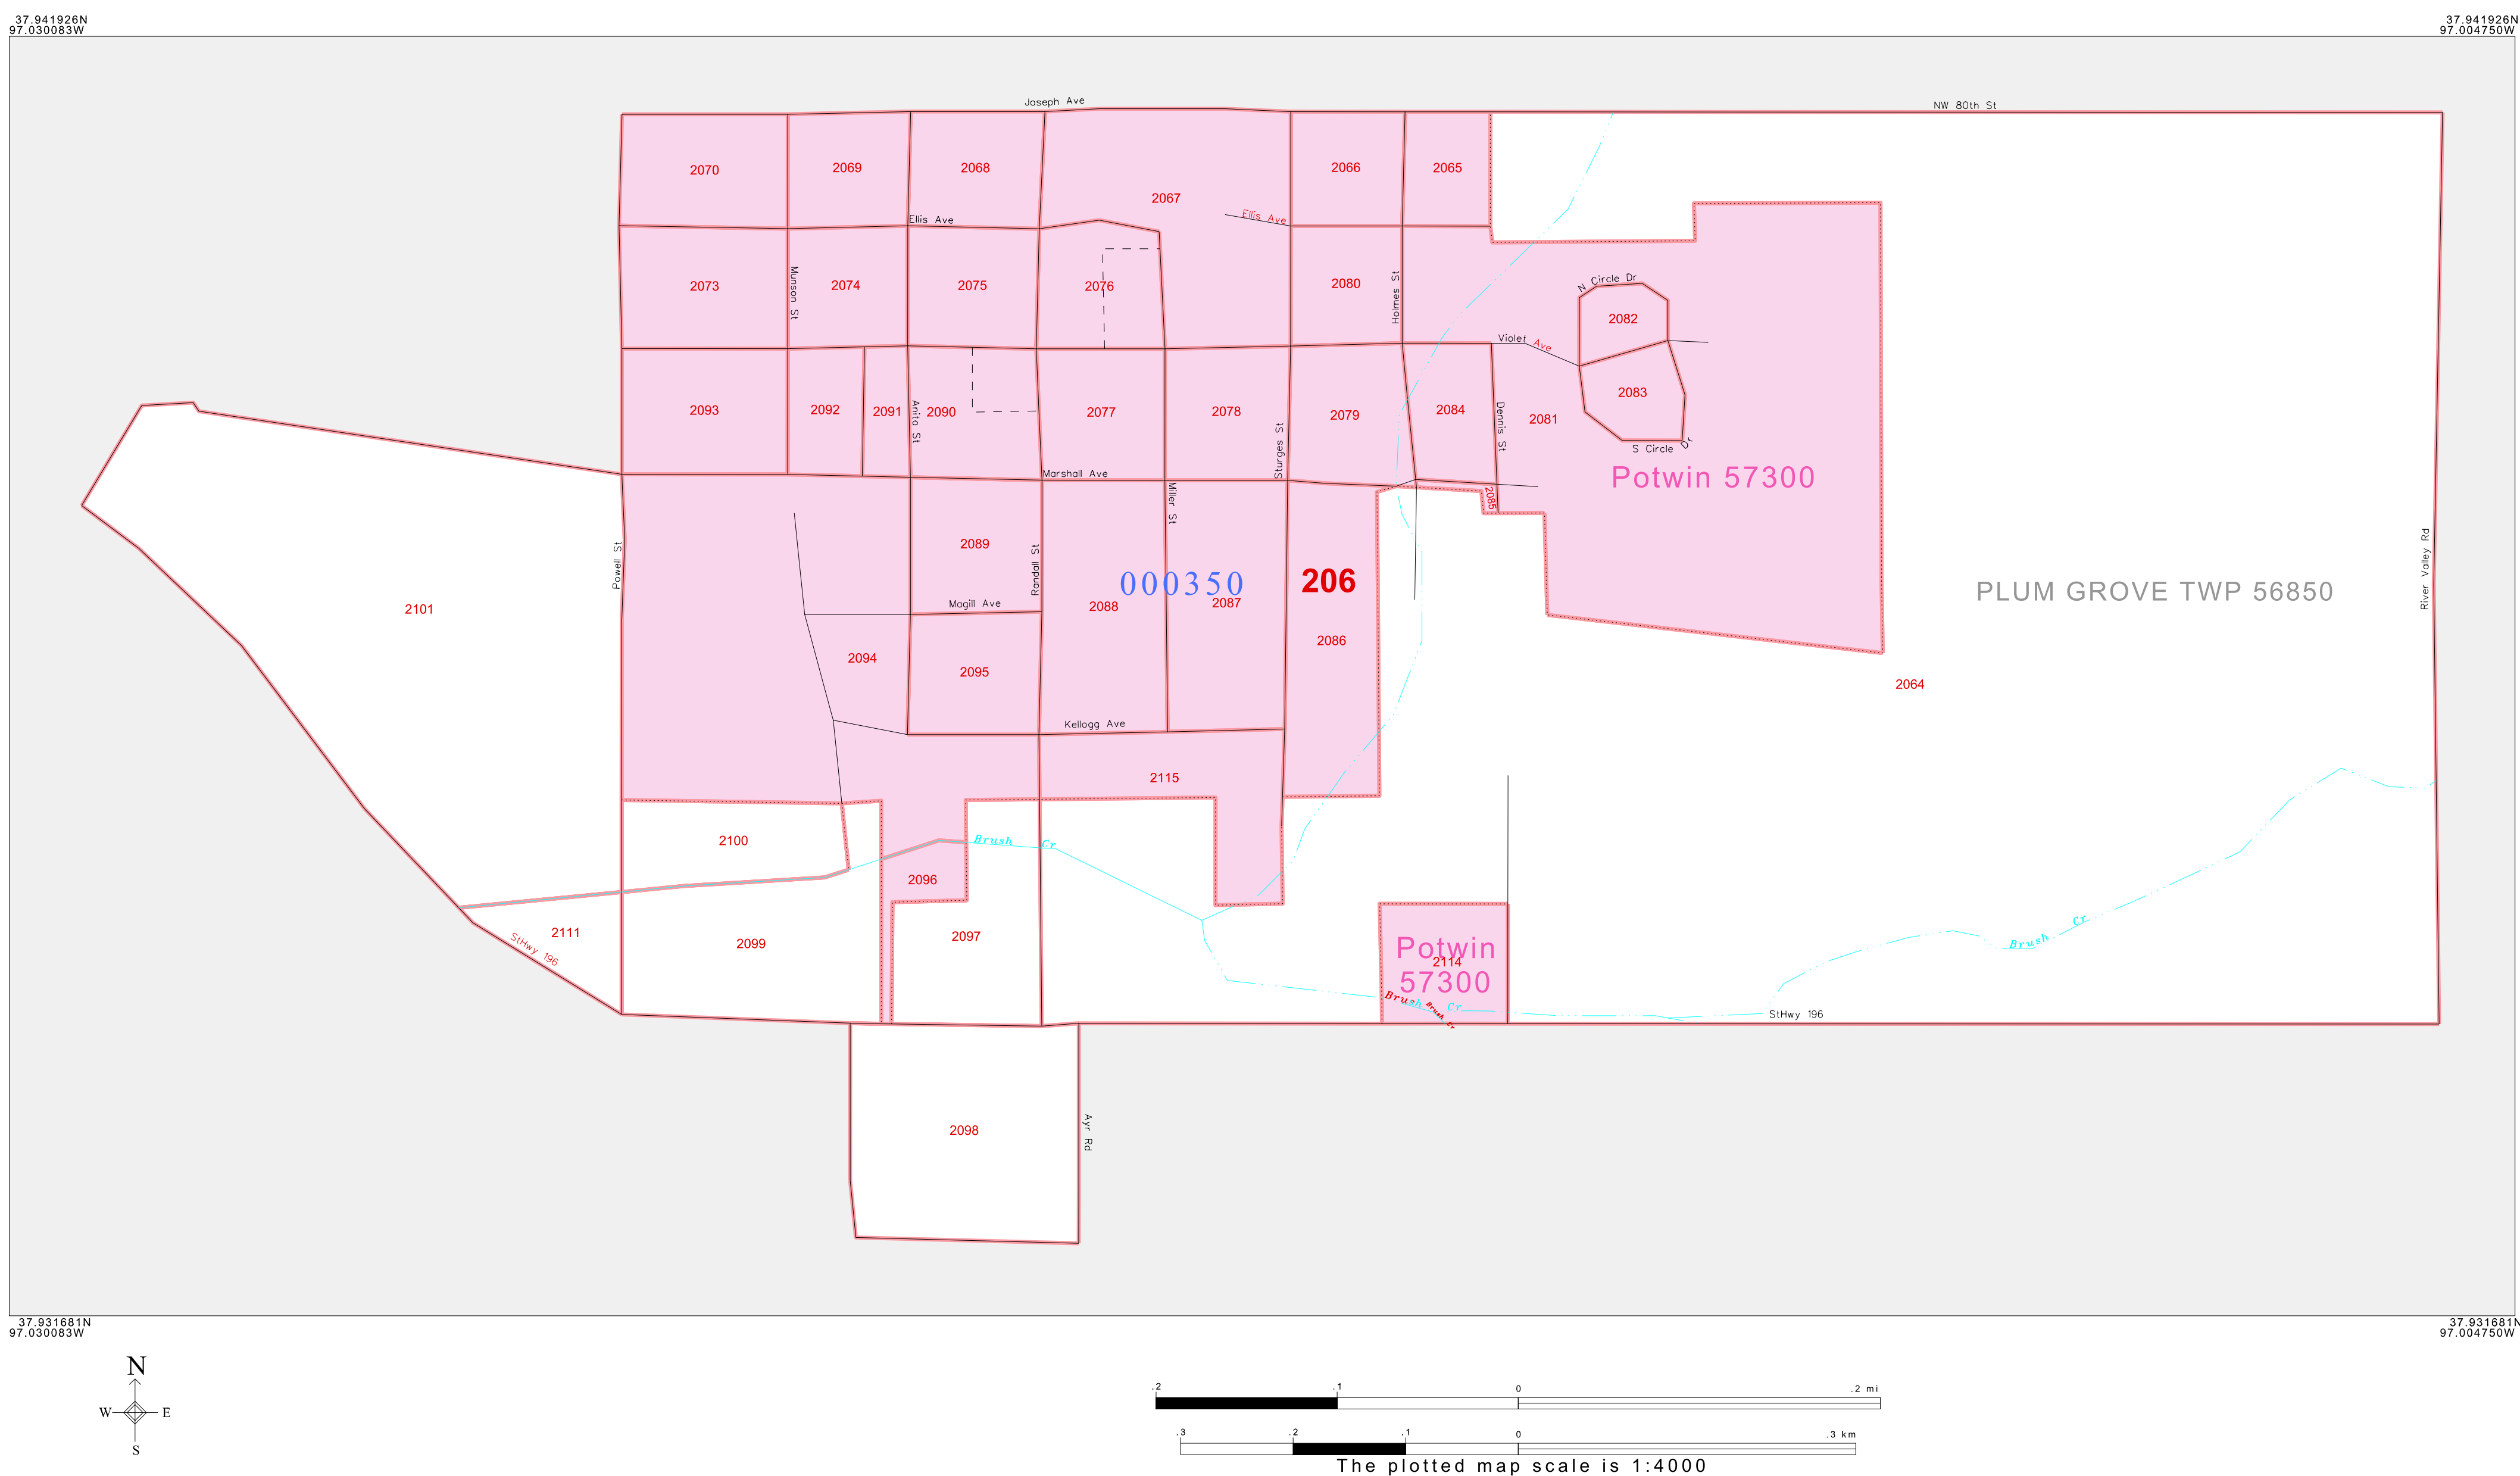 37.941926N
97.030083W
37.941926N
97.004750W
Joseph Ave
NW 80th St
2070
2069
2068
2067
2066
2065
Ellis Ave
Ellis Ave
2073
Munson St
2074
2075
2076
2080
Holmes St
N Circle Dr
2082
Violet Ave
2083
S Circle Dr
2093
2092
2091
Anita St
2090
2077
2078
Sturges St
2079
2084
Dennis St
2081
Marshall Ave
Miller St
2085
Potwin 57300
Powell St
2089
Randall St
000350
206
PLUM GROVE TWP 56850
River Valley Rd
2101
Magill Ave
2088
2087
2086
2094
2095
2064
Kellogg Ave
2115
2100
Brush Cr
2096
2111
StHwy 196
2099
2097
Potwin
57300
2114
Brush Cr
Brush Cr
Brush Cr
StHwy 196
2098
Ayr Rd
37.931681N
97.030083W
37.931681N
97.004750W
N
W
E
S
.2 .1 0 .2 mi
.3 .2 .1 0 .3 km
The plotted map scale is 1:4000